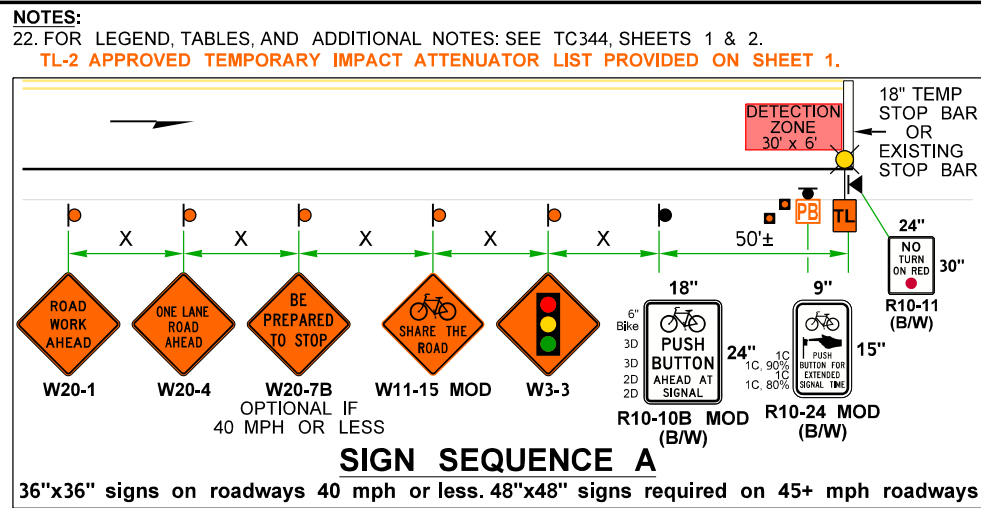 NOTES:
22. FOR LEGEND, TABLES, AND ADDITIONAL NOTES: SEE TC344, SHEETS 1 & 2.
TL-2 APPROVED TEMPORARY IMPACT ATTENUATOR LIST PROVIDED ON SHEET 1.
DETECTION
ZONE
30' x 6'
18" TEMP
STOP BAR
OR
EXISTING
STOP BAR
PB
TL
X
X
X
X
X
50'±
24"
NO
TURN
ON RED
30"
R10-11
(B/W)
ROAD
WORK
AHEAD
W20-1
ONE LANE
ROAD
AHEAD
W20-4
BE
PREPARED
TO STOP
W20-7B
OPTIONAL IF
40 MPH OR LESS
SHARE THE
ROAD
W11-15 MOD
W3-3
18"
6"
Bike
3D
3D
2D
2D
PUSH
BUTTON
AHEAD AT
SIGNAL
24"
R10-10B MOD
(B/W)
9"
1C
1C, 90%
1C
1C, 80%
PUSH
BUTTON FOR
EXTENDED
SIGNAL TIME
15"
R10-24 MOD
(B/W)
SIGN SEQUENCE A
36"x36" signs on roadways 40 mph or less. 48"x48" signs required on 45+ mph roadways